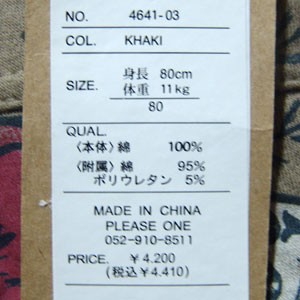 NO. 4641-03
COL. KHAKI
SIZE. 身長 80cm
体重 11kg
80
QUAL.
〈本体〉綿 100%
〈附属〉綿 95%
ポリウレタン 5%
MADE IN CHINA
PLEASE ONE
052-910-8511
PRICE. ￥4.200
(税込￥4.410)